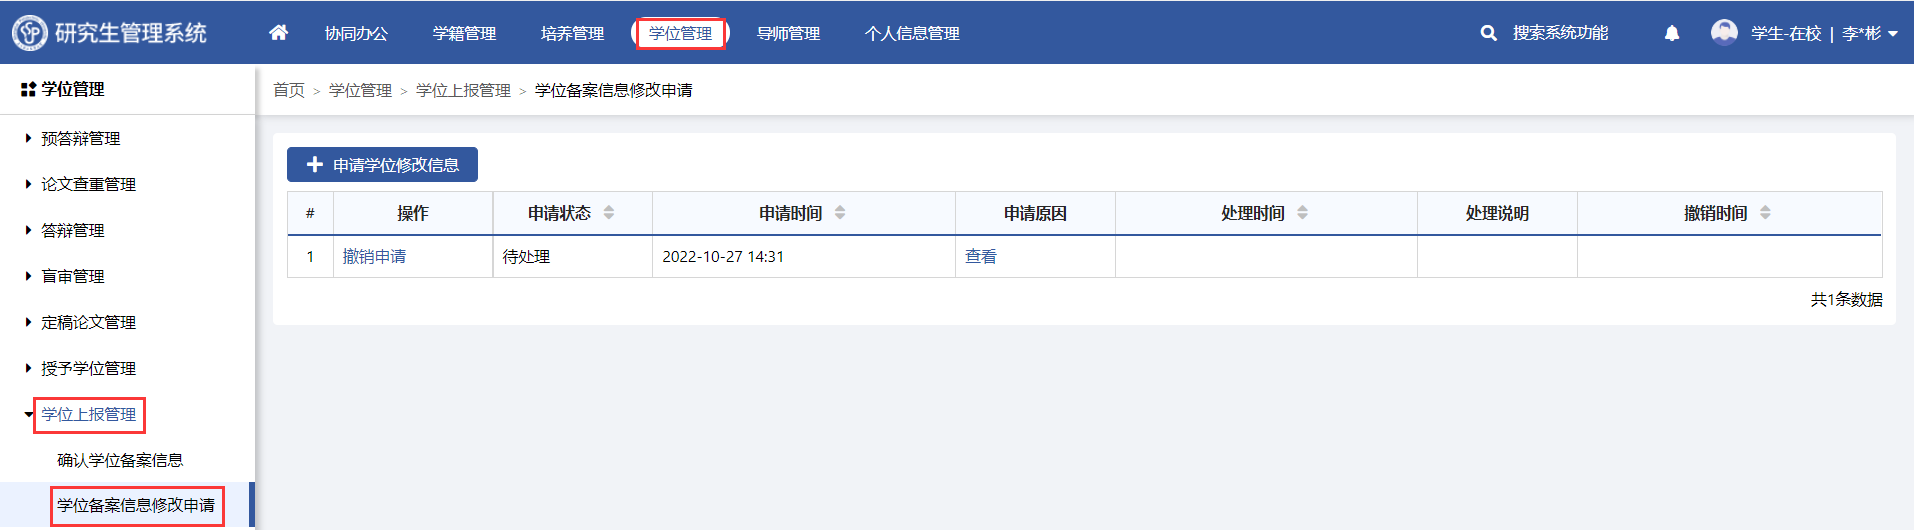 研究生管理系统 协同办公 学籍管理 培养管理 学位管理 导师管理 个人信息管理 搜索系统功能 学生-在校 | 李*彬
学位管理
首页 > 学位管理 > 学位上报管理 > 学位备案信息修改申请
预答辩管理
论文查重管理
答辩管理
盲审管理
定稿论文管理
授予学位管理
学位上报管理
确认学位备案信息
学位备案信息修改申请
申请学位修改信息
# 操作 申请状态 申请时间 申请原因 处理时间 处理说明 撤销时间
1 撤销申请 待处理 2022-10-27 14:31 查看
共1条数据